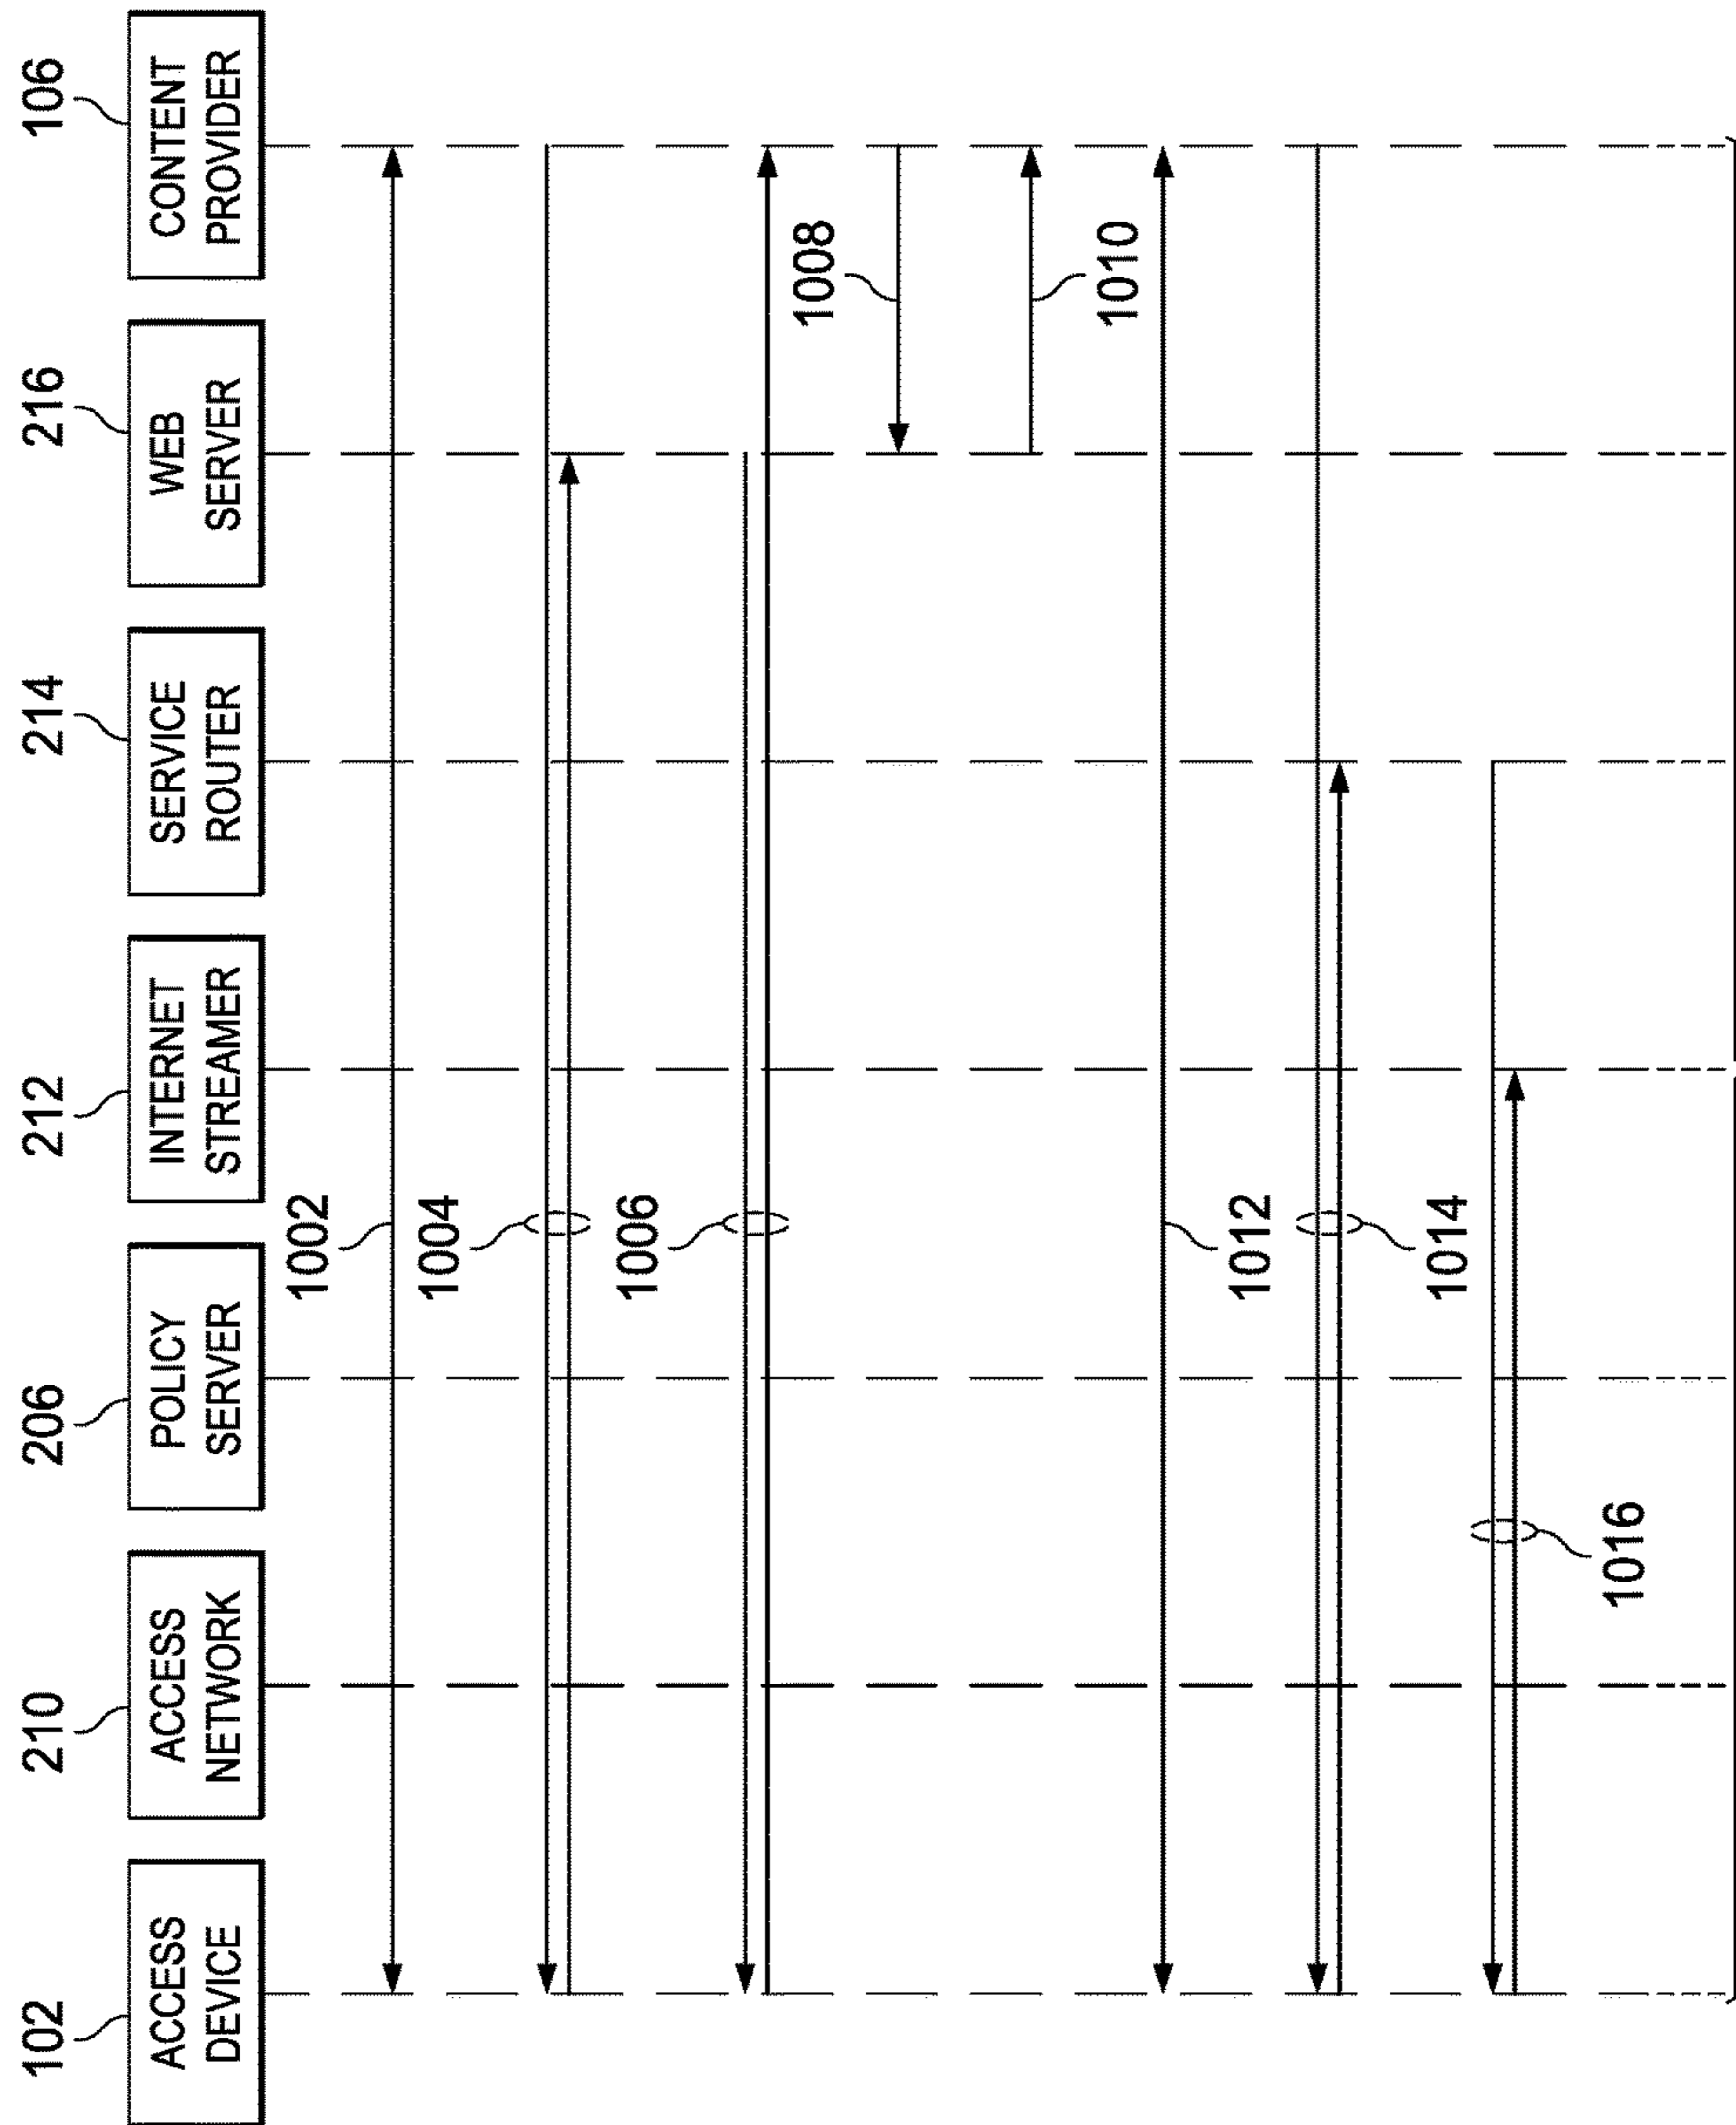 102
210
206
212
214
216
106
ACCESS
DEVICE
ACCESS
NETWORK
POLICY
SERVER
INTERNET
STREAMER
SERVICE
ROUTER
WEB
SERVER
CONTENT
PROVIDER
1002
1004
1006
1008
1010
1012
1014
1016